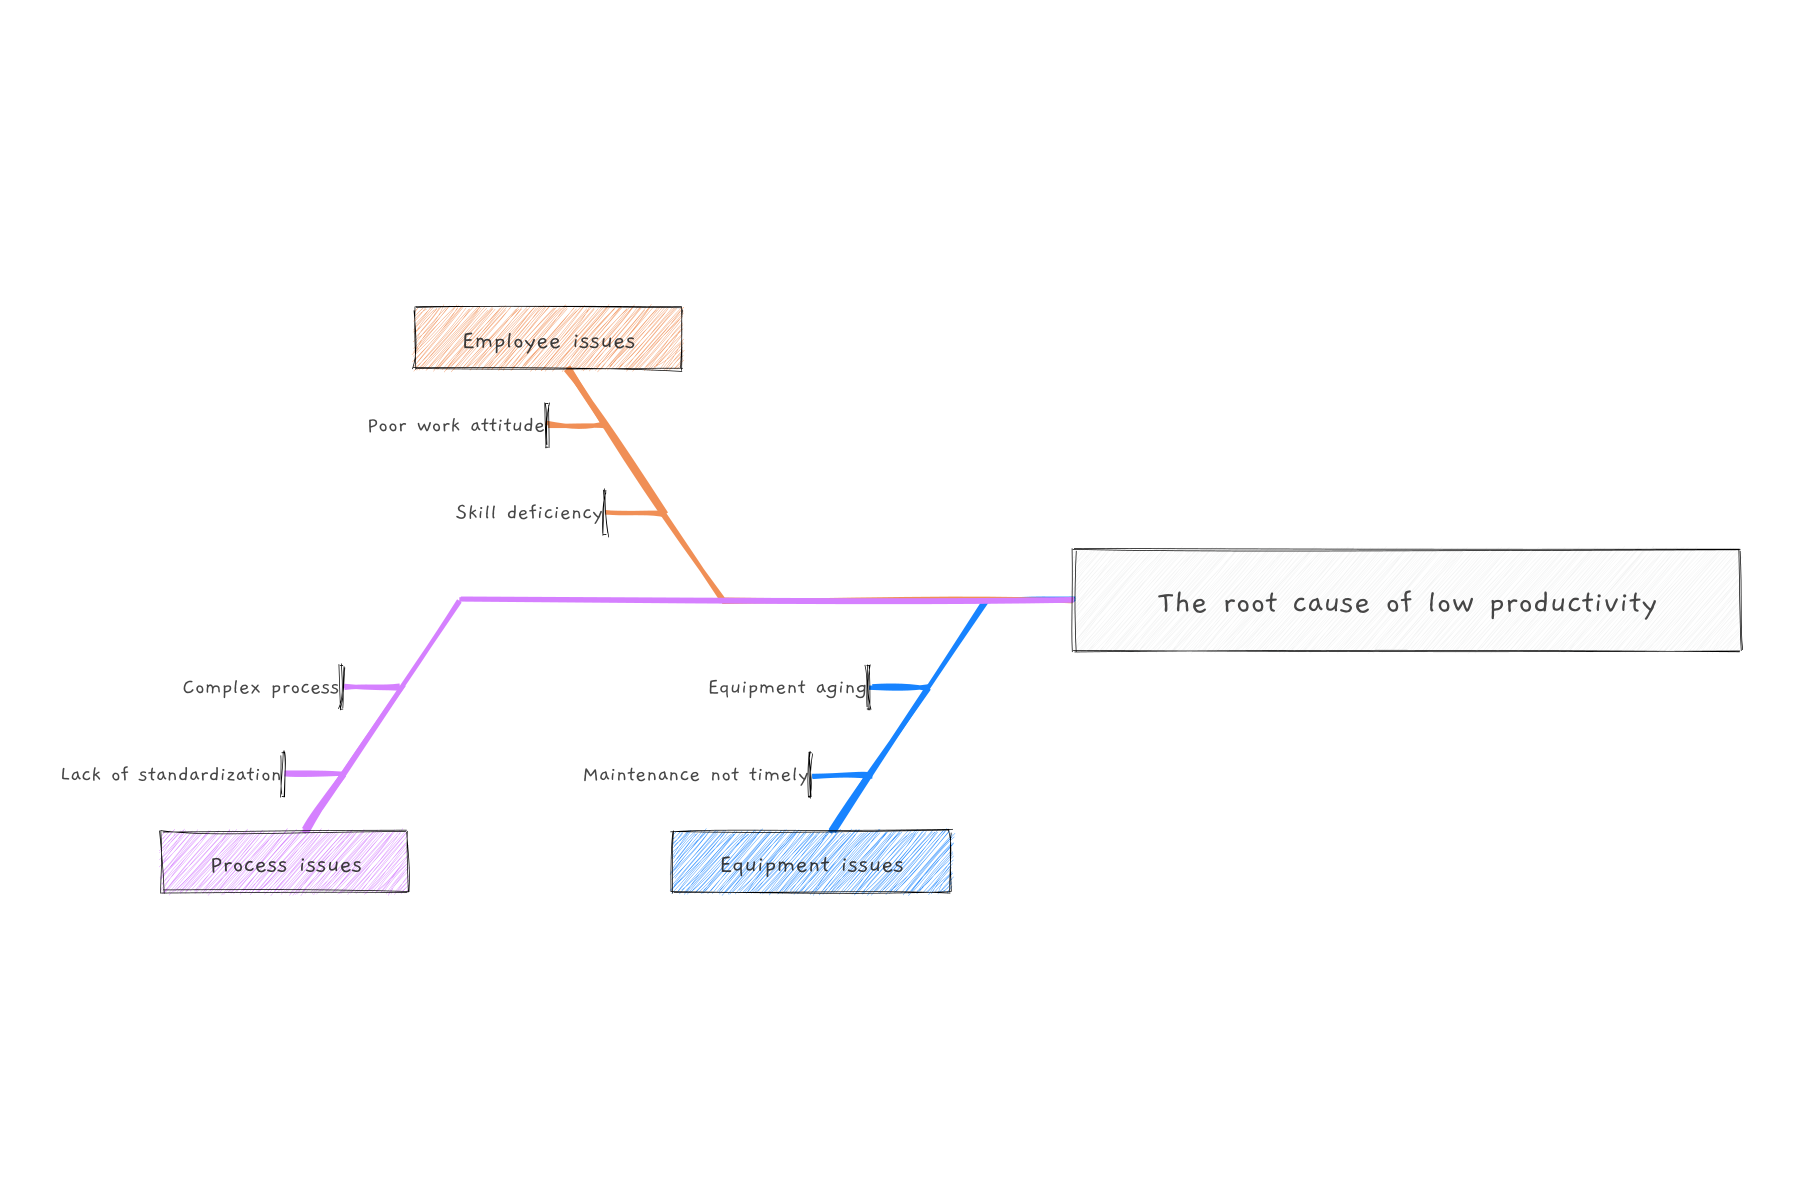 Employee issues
Poor work attitude
Skill deficiency
The root cause of low productivity
Complex process
Equipment aging
Lack of standardization
Maintenance not timely
Process issues
Equipment issues